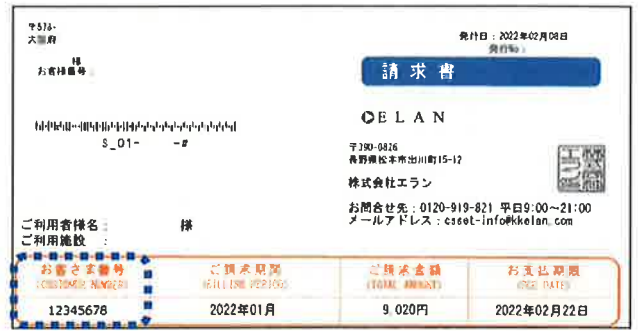 〒578-
大阪府
様
お客様番号:
S_01-　-#
発行日：2022年02月08日
発行No:
請求書
ELAN
〒390-0826
長野県松本市出川町15-12
株式会社エラン
お問合せ先：0120-919-821 平日9:00～21:00
メールアドレス：csset-info@kkelan.com
ご利用者様名：　様
ご利用施設：
お客さま番号 ご請求期間 ご請求金額 お支払期限
(CUSTOMER NUMBER) (BILLING PERIOD) (TOTAL AMOUNT) (DUE DATE)
12345678 2022年01月 9,020円 2022年02月22日